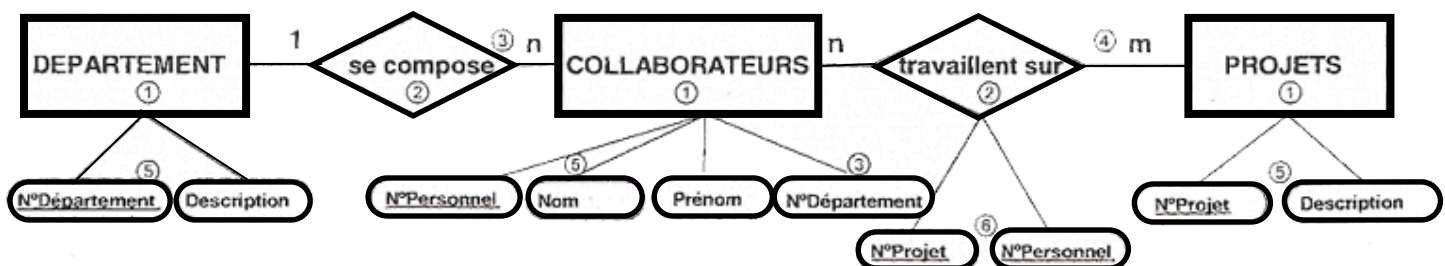 1 ③ n n ④ m
DEPARTEMENT se compose COLLABORATEURS travaillent sur PROJETS
① ② ① ② ①
⑤ ⑤ ③ ⑤
NºDépartement Description NºPersonnel Nom Prénom NºDépartement NºProjet Description
⑥
NºProjet NºPersonnel